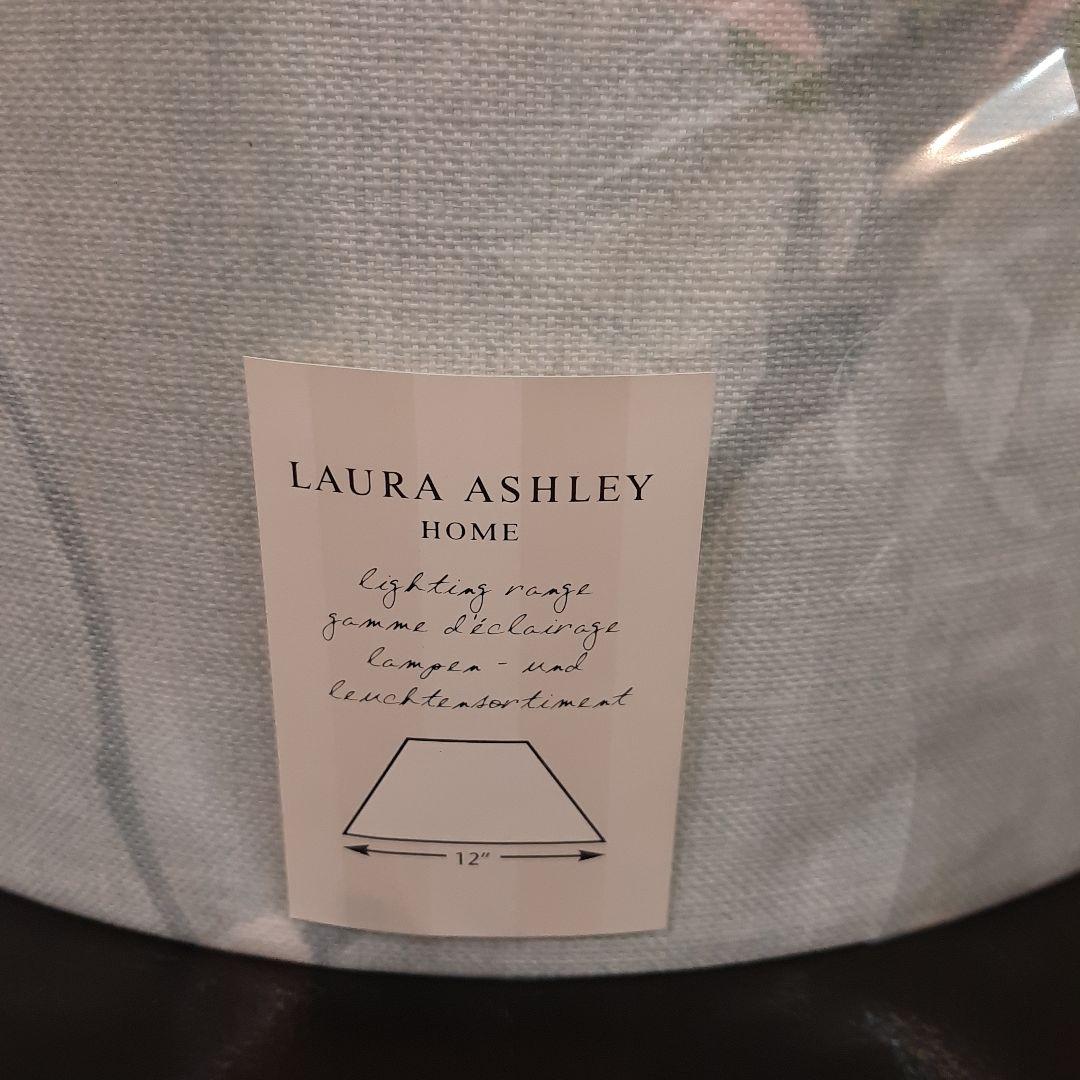 LAURA ASHLEY
HOME
lighting range
gamme d'éclairage
lampen - und
leuchtensortiment
12"